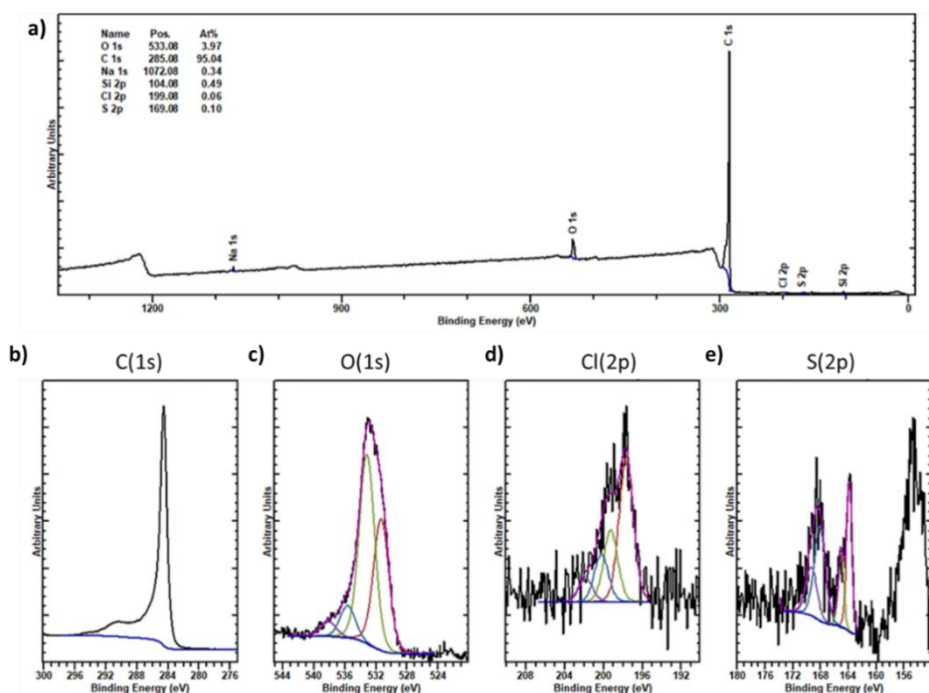 a)
Name Pos. At%
O 1s 533.08 3.97
C 1s 285.08 95.04
Na 1s 1072.08 0.34
Si 2p 104.08 0.49
Cl 2p 199.08 0.06
S 2p 169.08 0.10
C 1s
O 1s
Na 1s
Cl 2p
S 2p
Si 2p
Arbitrary Units
1200 900 600 300 0
Binding Energy (eV)
b) C(1s)
Arbitrary Units
300 296 292 288 284 280 276
Binding Energy (eV)
c) O(1s)
Arbitrary Units
544 540 536 532 528 524
Binding Energy (eV)
d) Cl(2p)
Arbitrary Units
208 204 200 196 192
Binding Energy (eV)
e) S(2p)
Arbitrary Units
180 176 172 168 164 160 156
Binding Energy (eV)